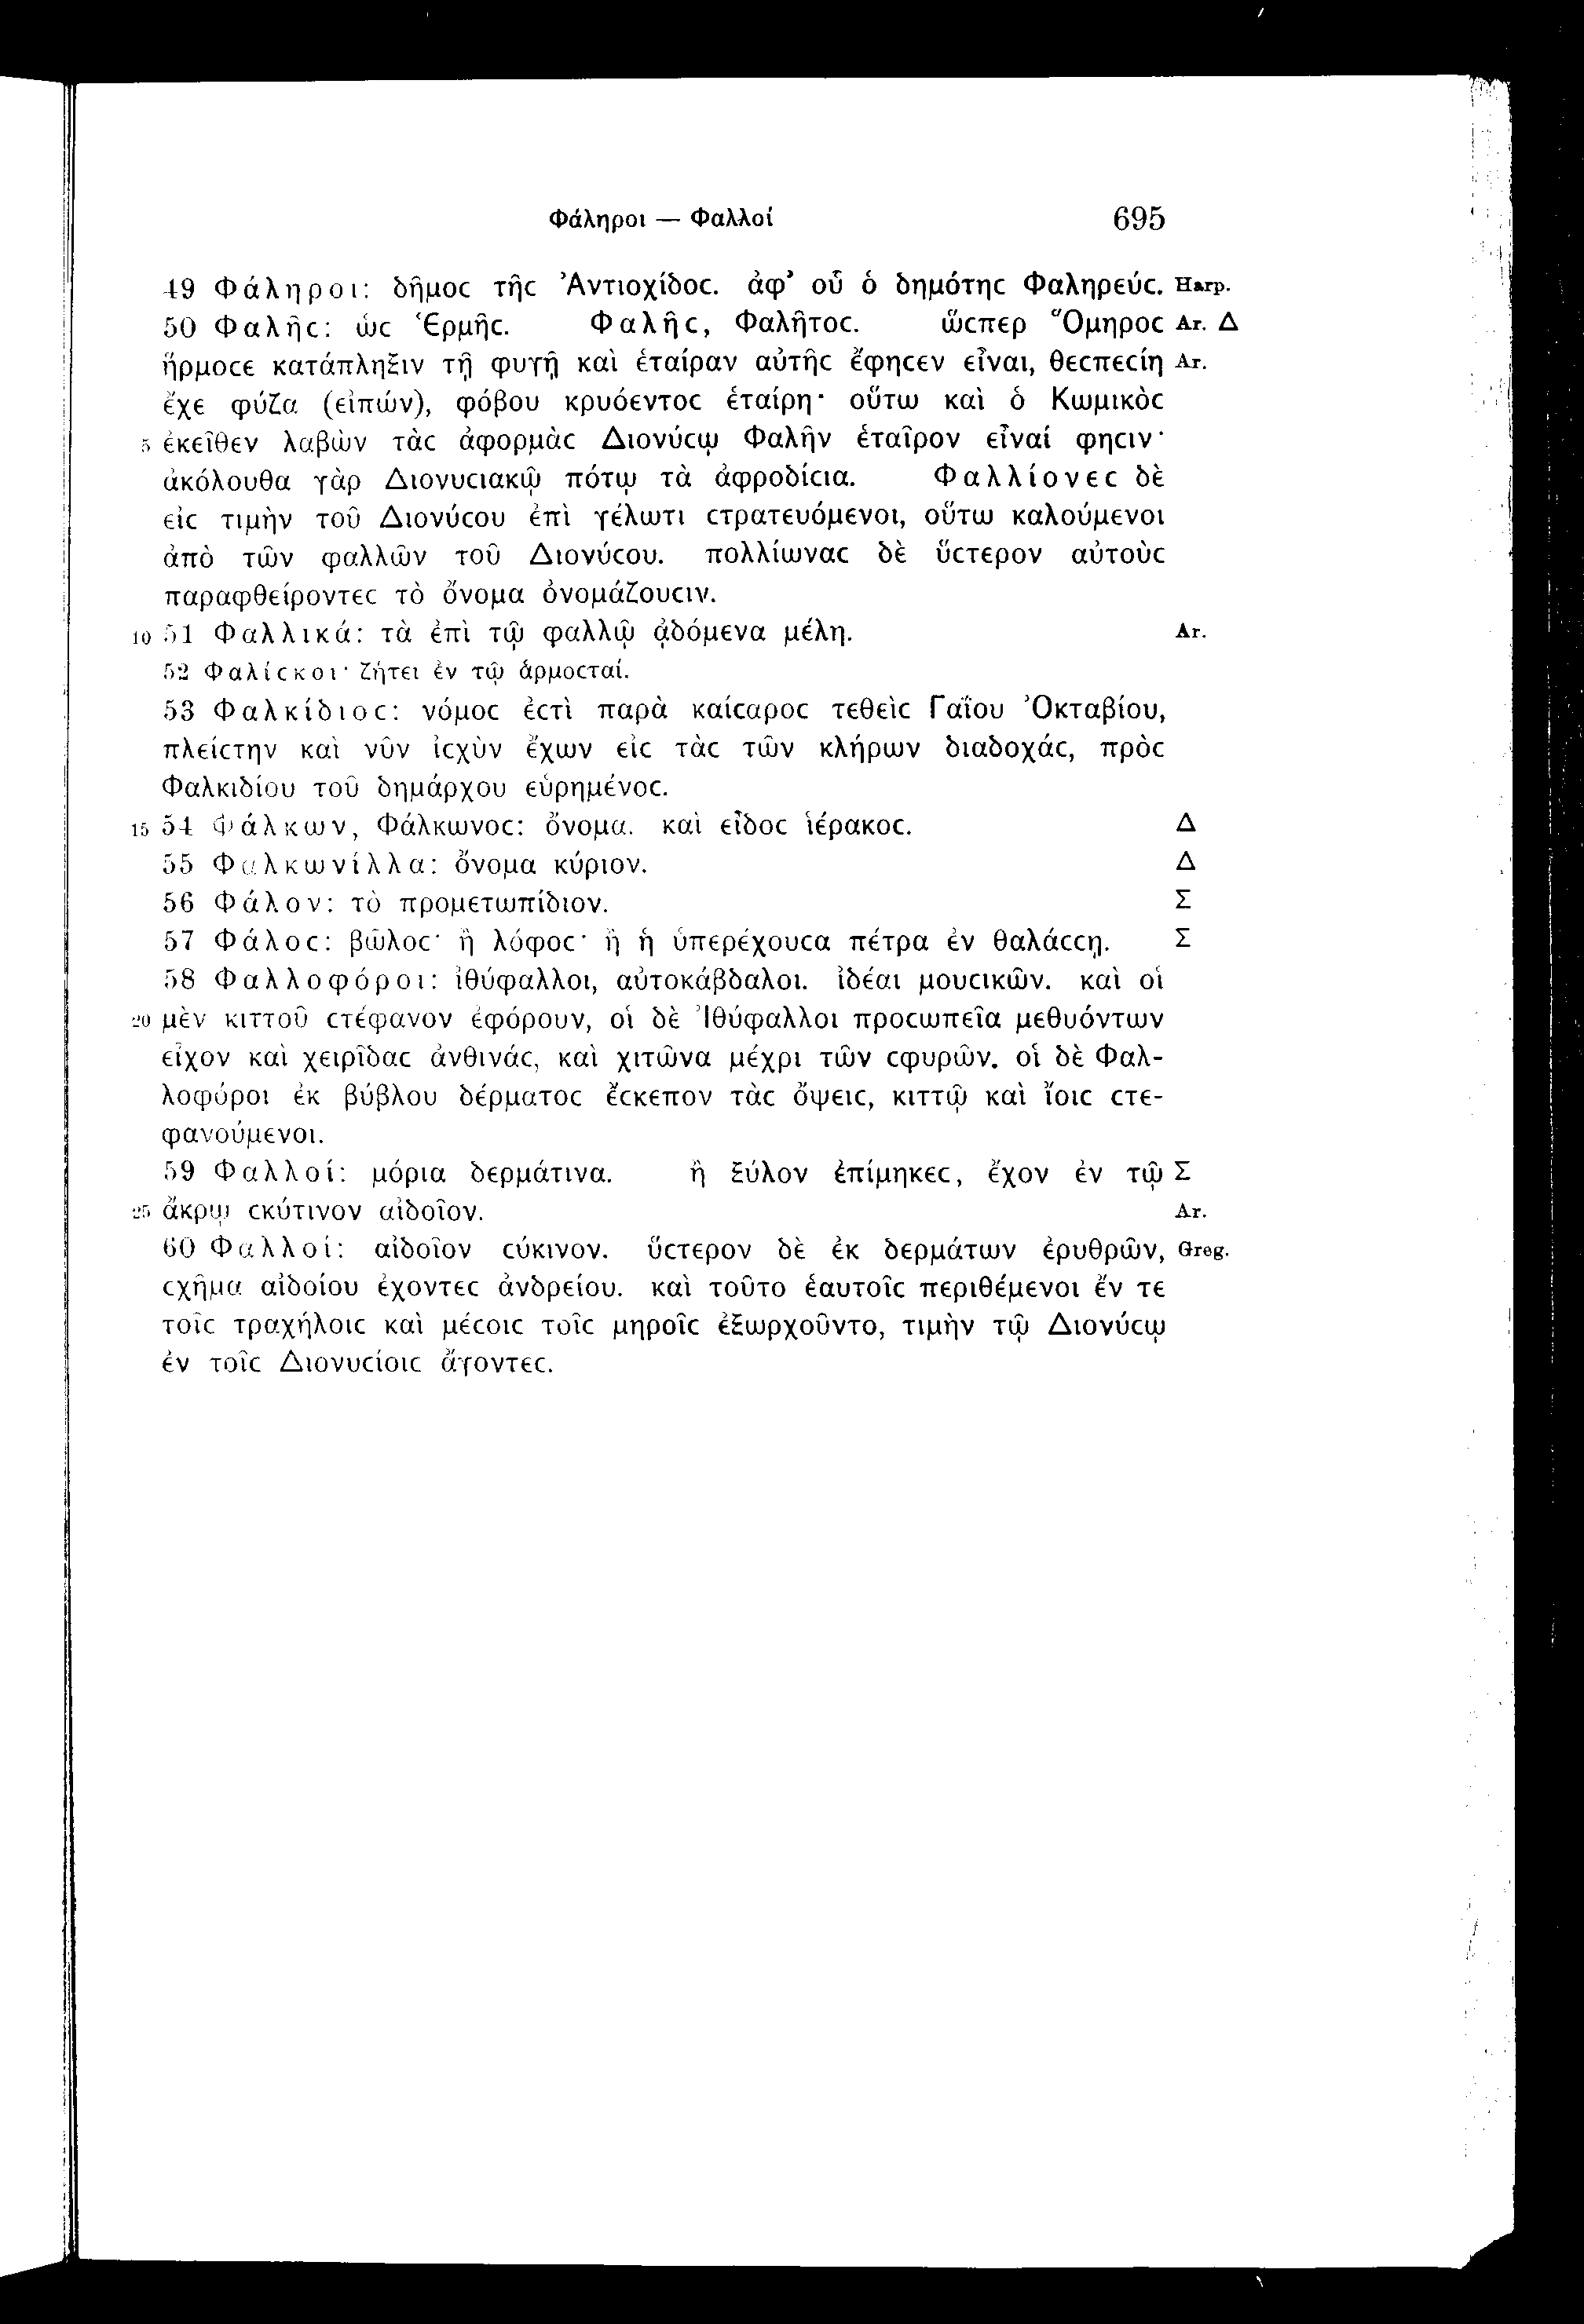 Φάληροι — Φαλλοί 695
49 Φάληροι: δῆμοϲ τῆϲ Ἀντιοχίδοϲ. ἀφ' οὗ ὁ δημότηϲ Φαληρεύϲ. Harp.
50 Φαλῆϲ: ὡϲ Ἑρμῆϲ. Φαλῆϲ, Φαλῆτοϲ. ὥϲπερ Ὅμηροϲ Ar. Δ
ἥρμοϲε κατάπληξιν τῇ φυγῇ καὶ ἑταίραν αὐτῆϲ ἔφηϲεν εἶναι, θεϲπεϲίη Ar.
ἔχε φύζα (εἰπών), φόβου κρυόεντοϲ ἑταίρη· οὕτω καὶ ὁ Κωμικὸϲ
5 ἐκεῖθεν λαβὼν τὰϲ ἀφορμὰϲ Διονύϲῳ Φαλῆν ἑταῖρον εἶναί φηϲιν·
ἀκόλουθα γὰρ Διονυϲιακῷ πότῳ τὰ ἀφροδίϲια. Φαλλίονεϲ δὲ
εἰϲ τιμὴν τοῦ Διονύϲου ἐπὶ γέλωτι ϲτρατευόμενοι, οὕτω καλούμενοι
ἀπὸ τῶν φαλλῶν τοῦ Διονύϲου. πολλίωναϲ δὲ ὕϲτερον αὐτοὺϲ
παραφθείροντεϲ τὸ ὄνομα ὀνομάζουϲιν.
10 51 Φαλλικά: τὰ ἐπὶ τῷ φαλλῷ ᾀδόμενα μέλη. Ar.
52 Φαλίϲκοι· ζήτει ἐν τῷ ἁρμοϲταί.
53 Φαλκίδιοϲ: νόμοϲ ἐϲτὶ παρὰ καίϲαροϲ τεθεὶϲ Γαΐου Ὀκταβίου,
πλείϲτην καὶ νῦν ἰϲχὺν ἔχων εἰϲ τὰϲ τῶν κλήρων διαδοχάϲ, πρὸϲ
Φαλκιδίου τοῦ δημάρχου εὑρημένοϲ.
15 54 Φάλκων, Φάλκωνοϲ: ὄνομα. καὶ εἶδοϲ ἱέρακοϲ. Δ
55 Φαλκωνίλλα: ὄνομα κύριον. Δ
56 Φάλον: τὸ προμετωπίδιον. Σ
57 Φάλοϲ: βῶλοϲ· ἢ λόφοϲ· ἢ ἡ ὑπερέχουϲα πέτρα ἐν θαλάϲϲῃ. Σ
58 Φαλλοφόροι: ἰθύφαλλοι, αὐτοκάβδαλοι. ἰδέαι μουϲικῶν. καὶ οἱ
20 μὲν κιττοῦ ϲτέφανον ἐφόρουν, οἱ δὲ Ἰθύφαλλοι προϲωπεῖα μεθυόντων
εἶχον καὶ χειρῖδαϲ ἀνθινάϲ, καὶ χιτῶνα μέχρι τῶν ϲφυρῶν. οἱ δὲ Φαλ-
λοφόροι ἐκ βύβλου δέρματοϲ ἔϲκεπον τὰϲ ὄψειϲ, κιττῷ καὶ ἴοιϲ ϲτε-
φανούμενοι.
59 Φαλλοί: μόρια δερμάτινα. ἢ ξύλον ἐπίμηκεϲ, ἔχον ἐν τῷ Σ
25 ἄκρῳ ϲκύτινον αἰδοῖον. Ar.
60 Φαλλοί: αἰδοῖον ϲύκινον. ὕϲτερον δὲ ἐκ δερμάτων ἐρυθρῶν, Greg.
ϲχῆμα αἰδοίου ἔχοντεϲ ἀνδρείου. καὶ τοῦτο ἑαυτοῖϲ περιθέμενοι ἔν τε
τοῖϲ τραχήλοιϲ καὶ μέϲοιϲ τοῖϲ μηροῖϲ ἐξωρχοῦντο, τιμὴν τῷ Διονύϲῳ
ἐν τοῖϲ Διονυϲίοιϲ ἄγοντεϲ.